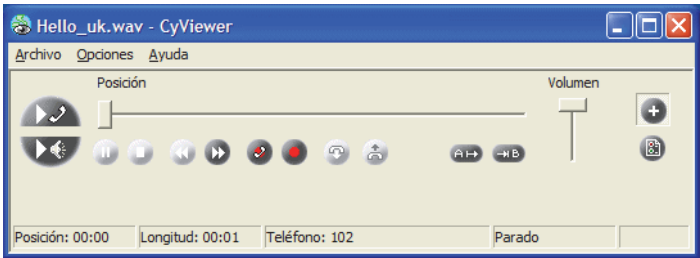 Hello_uk.wav - CyViewer
Archivo Opciones Ayuda
Posición
Volumen
A
B
Posición: 00:00 Longitud: 00:01 Teléfono: 102 Parado